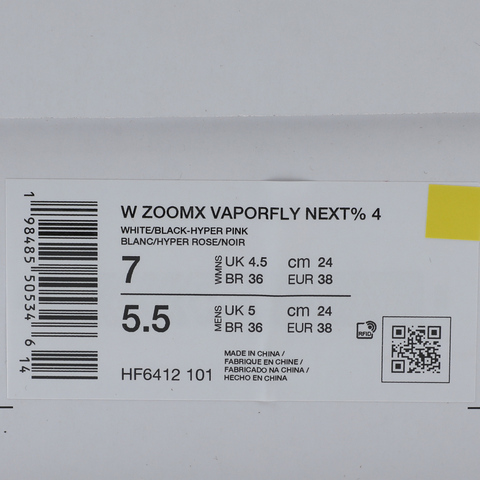 W ZOOMX VAPORFLY NEXT% 4
WHITE/BLACK-HYPER PINK
BLANC/HYPER ROSE/NOIR
7 WMNS UK 4.5 cm 24
BR 36 EUR 38
5.5 MENS UK 5 cm 24
BR 36 EUR 38
RFID
HF6412 101
MADE IN CHINA /
FABRIQUE EN CHINE /
FABRICADO NA CHINA /
HECHO EN CHINA
1 98485 50534 6 14